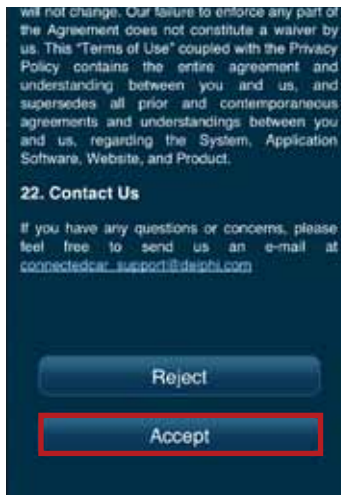 will not change. Our failure to enforce any part of
the Agreement does not constitute a waiver by
us. This "Terms of Use" coupled with the Privacy
Policy contains the entire agreement and
understanding between you and us, and
supersedes all prior and contemporaneous
agreements and understandings between you
and us, regarding the System, Application
Software, Website, and Product.
22. Contact Us
If you have any questions or concerns, please
feel free to send us an e-mail at
connectedcar_support@delphi.com
Reject
Accept